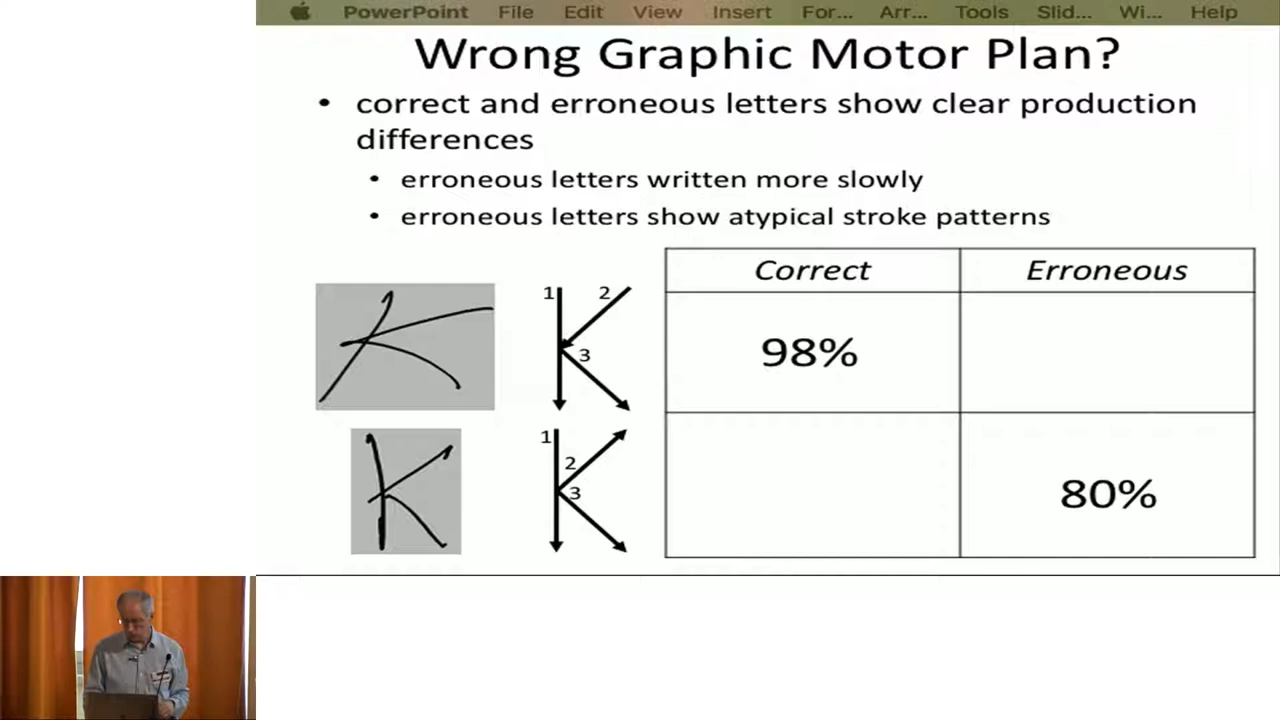 PowerPoint File Edit View Insert For... Arr... Tools Slid... Wi... Help
Wrong Graphic Motor Plan?
• correct and erroneous letters show clear production
differences
• erroneous letters written more slowly
• erroneous letters show atypical stroke patterns
Correct Erroneous
K 1 2 3 98%
K 1 2 3 80%